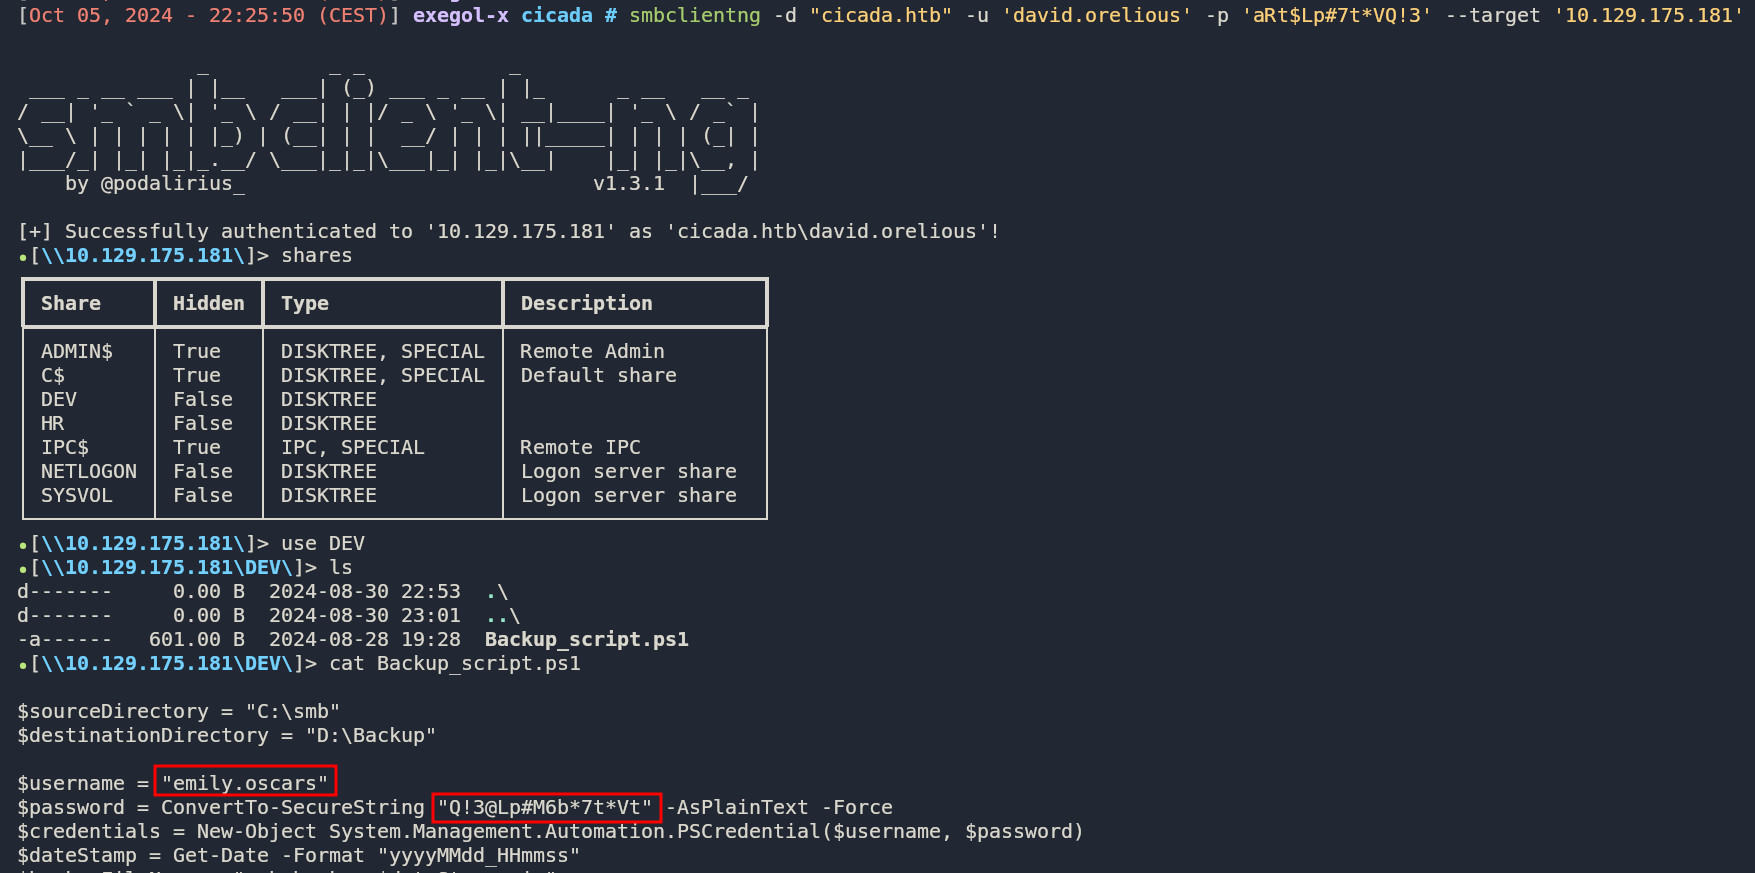 [Oct 05, 2024 - 22:25:50 (CEST)] exegol-x cicada # smbclientng -d "cicada.htb" -u 'david.orelious' -p 'aRt$Lp#7t*VQ!3' --target '10.129.175.181'
smbclient-ng
by @podalirius_ v1.3.1
[+] Successfully authenticated to '10.129.175.181' as 'cicada.htb\david.orelious'!
•[\\10.129.175.181\]> shares
Share Hidden Type Description
ADMIN$ True DISKTREE, SPECIAL Remote Admin
C$ True DISKTREE, SPECIAL Default share
DEV False DISKTREE
HR False DISKTREE
IPC$ True IPC, SPECIAL Remote IPC
NETLOGON False DISKTREE Logon server share
SYSVOL False DISKTREE Logon server share
•[\\10.129.175.181\]> use DEV
•[\\10.129.175.181\DEV\]> ls
d------- 0.00 B 2024-08-30 22:53 .\
d------- 0.00 B 2024-08-30 23:01 ..\
-a------ 601.00 B 2024-08-28 19:28 Backup_script.ps1
•[\\10.129.175.181\DEV\]> cat Backup_script.ps1
$sourceDirectory = "C:\smb"
$destinationDirectory = "D:\Backup"
$username = "emily.oscars"
$password = ConvertTo-SecureString "Q!3@Lp#M6b*7t*Vt" -AsPlainText -Force
$credentials = New-Object System.Management.Automation.PSCredential($username, $password)
$dateStamp = Get-Date -Format "yyyyMMdd_HHmmss"